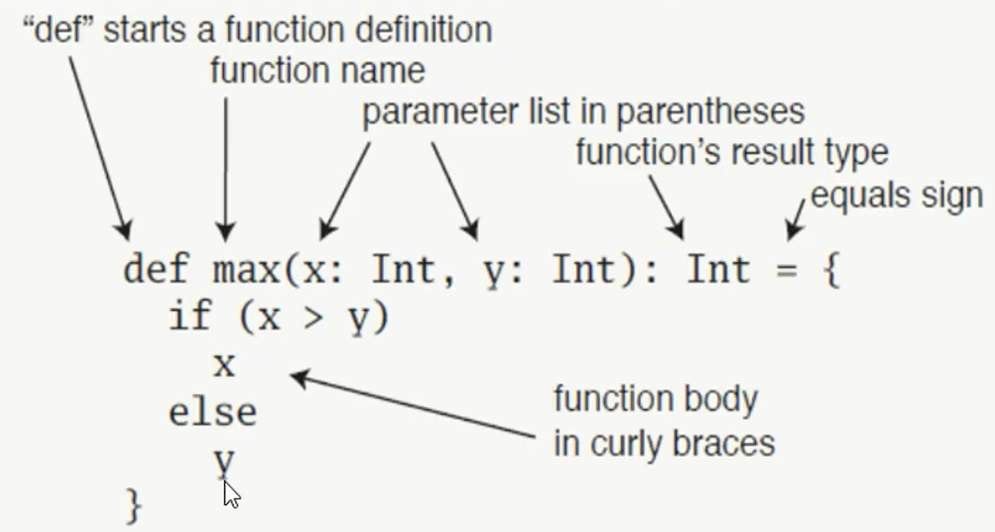 “def” starts a function definition
function name
parameter list in parentheses
function’s result type
equals sign
def max(x: Int, y: Int): Int = {
if (x > y)
x
else
y
}
function body
in curly braces